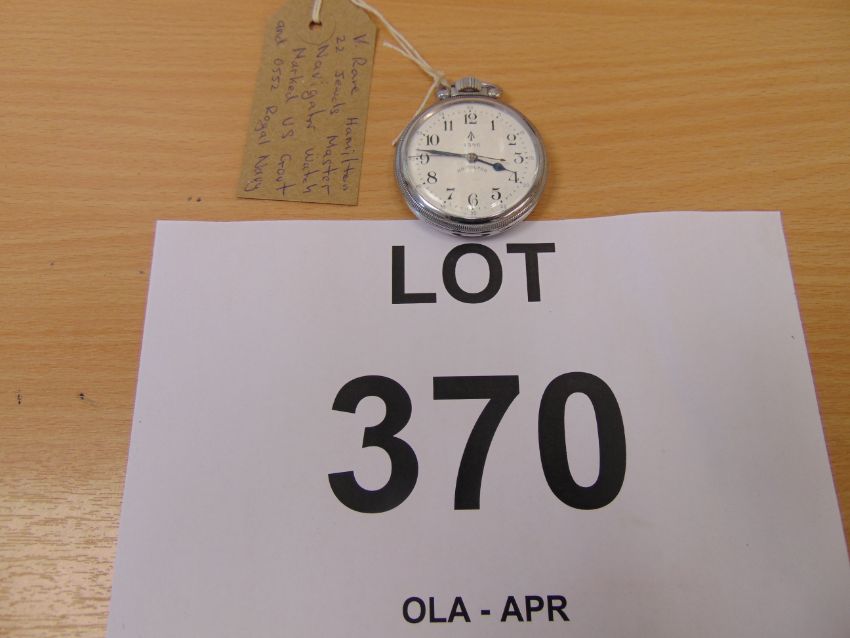 V. Rare Hamilton
22 Jewels Master
Navigators Watch
Marked US Govt
and 0552 Royal Navy
11 12 1
10 2
9 3
8 4
7 6 5
LOT
370
OLA - APR